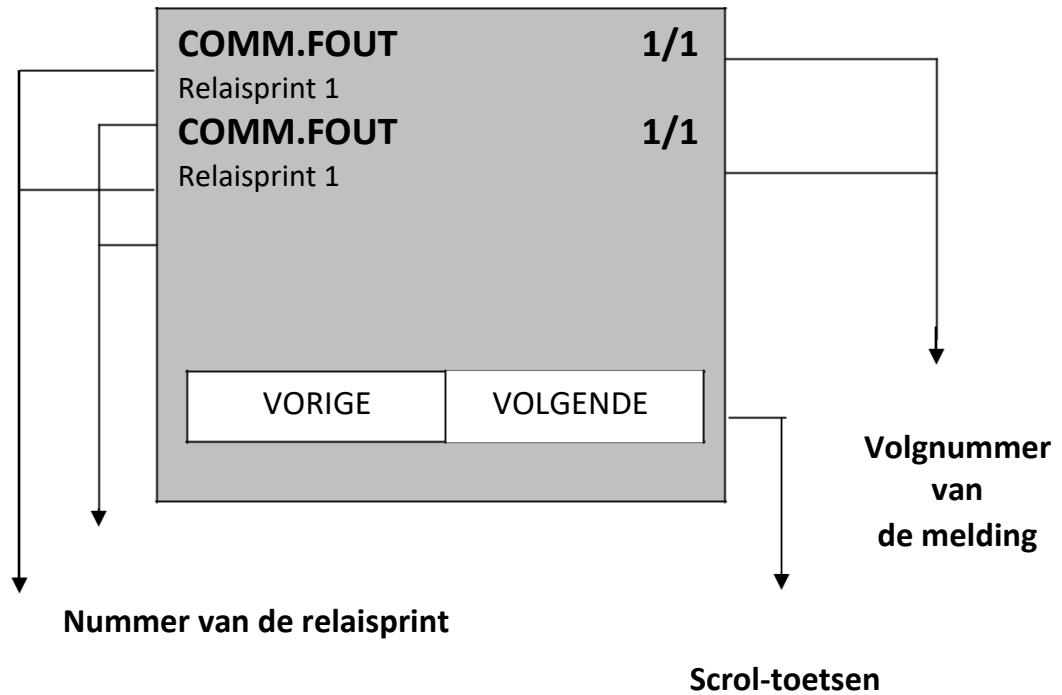 COMM.FOUT 1/1
Relaisprint 1
COMM.FOUT 1/1
Relaisprint 1
VORIGE VOLGENDE
Volgnummer
van
de melding
Nummer van de relaisprint
Scrol-toetsen